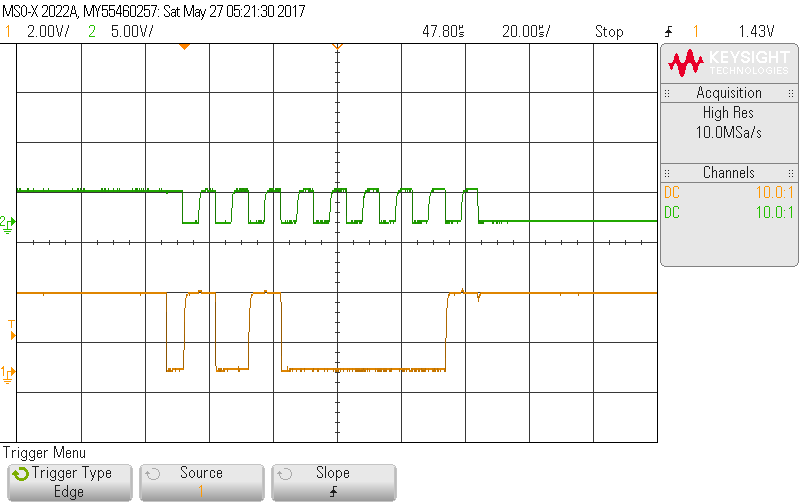 MSO-X 2022A, MY55460257: Sat May 27 05:21:30 2017
1 2.00V/ 2 5.00V/ 47.80s 20.00s/ Stop 1 1.43V
KEYSIGHT
TECHNOLOGIES
Acquisition
High Res
10.0MSa/s
Channels
DC 10.0:1
DC 10.0:1
2
T
1
Trigger Menu
Trigger Type Source Slope
Edge 1